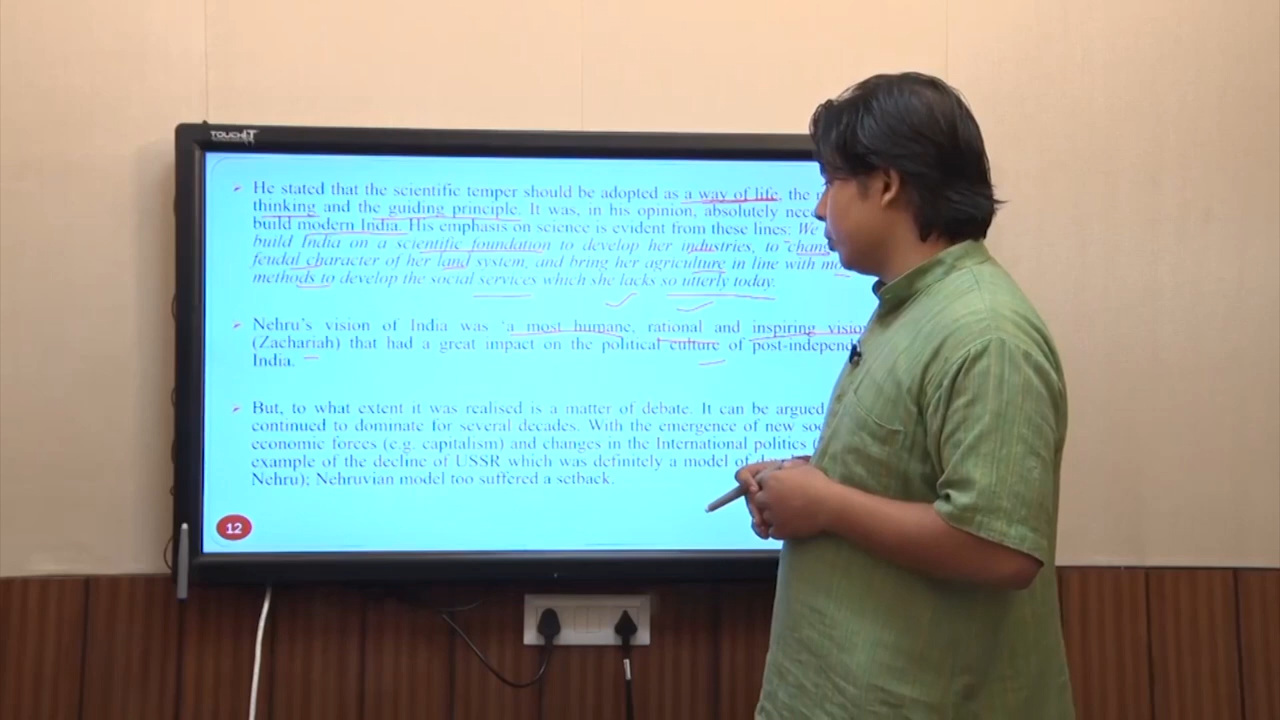 TOUCHIT
➢ He stated that the scientific temper should be adopted as a way of life, the
thinking and the guiding principle. It was, in his opinion, absolutely
build modern India. His emphasis on science is evident from these lines: We
build India on a scientific foundation to develop her industries, to
feudal character of her land system, and bring her agriculture in line with
methods to develop the social services which she lacks so utterly today.
➢ Nehru's vision of India was 'a most humane, rational and inspiring
(Zachariah) that had a great impact on the political culture of
India.
➢ But, to what extent it was realised is a matter of debate. It can be argued
continued to dominate for several decades. With the emergence of new
economic forces (e.g. capitalism) and changes in the International politics (
example of the decline of USSR which was definitely a model of
Nehru); Nehruvian model too suffered a setback.
12